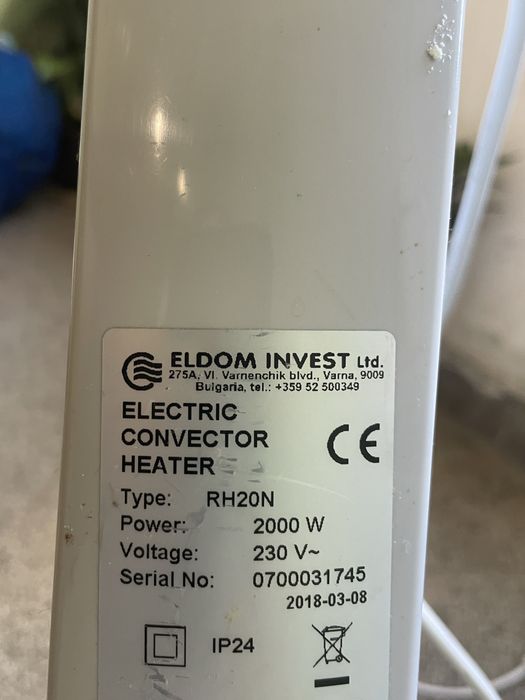 ELDOM INVEST Ltd.
275A, Vl. Varnenchik blvd., Varna, 9009
Bulgaria, tel.: +359 52 500349
ELECTRIC
CONVECTOR
HEATER
CE
Type: RH20N
Power: 2000 W
Voltage: 230 V~
Serial No: 0700031745
2018-03-08
IP24